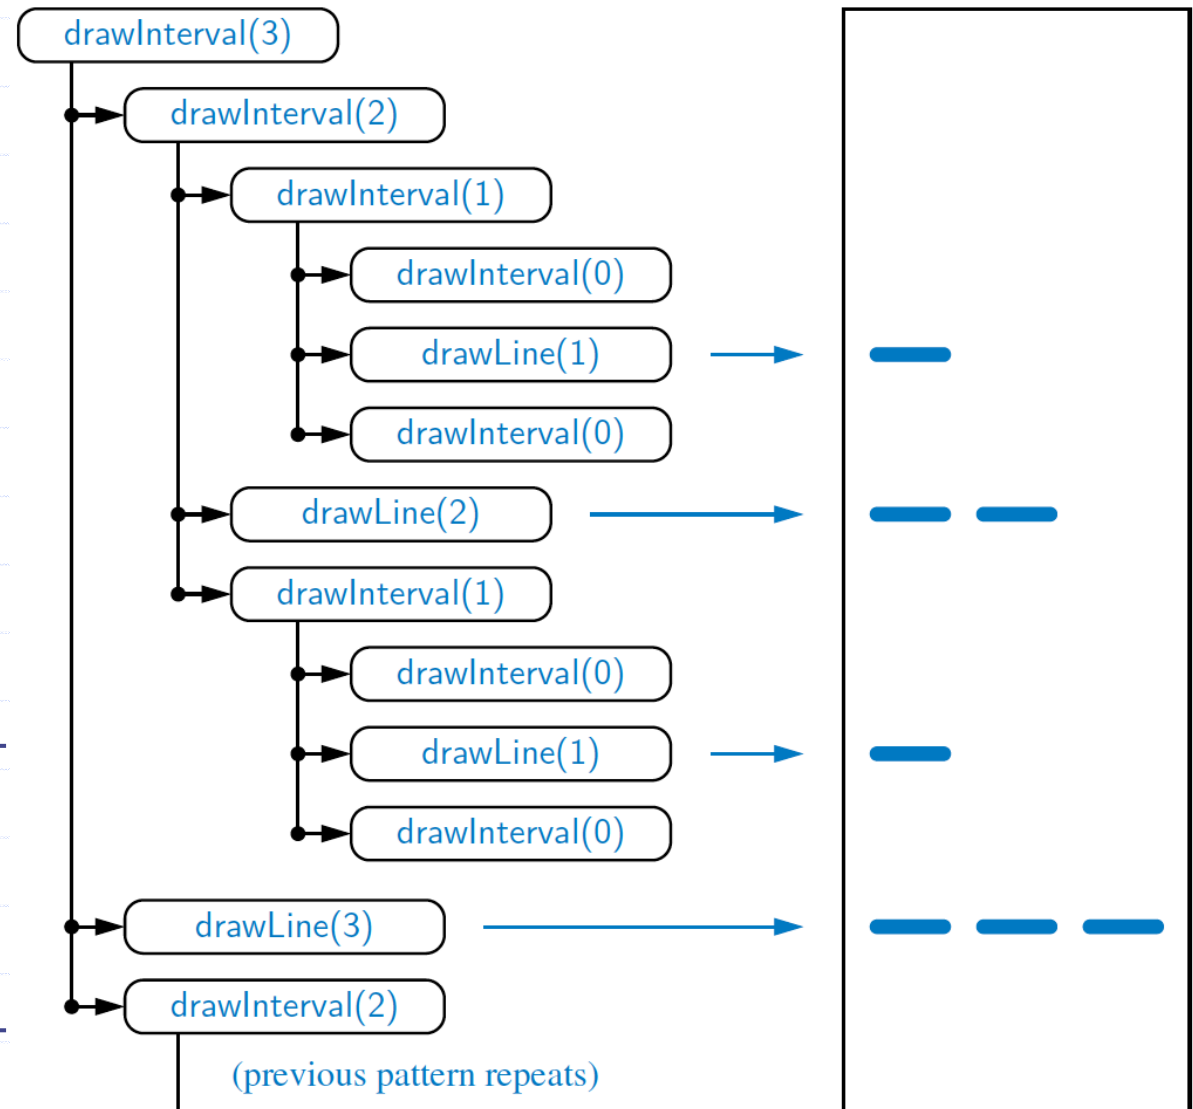 drawInterval(3)
drawInterval(2)
drawInterval(1)
drawInterval(0)
drawLine(1)
drawInterval(0)
drawLine(2)
drawInterval(1)
drawInterval(0)
drawLine(1)
drawInterval(0)
drawLine(3)
drawInterval(2)
(previous pattern repeats)